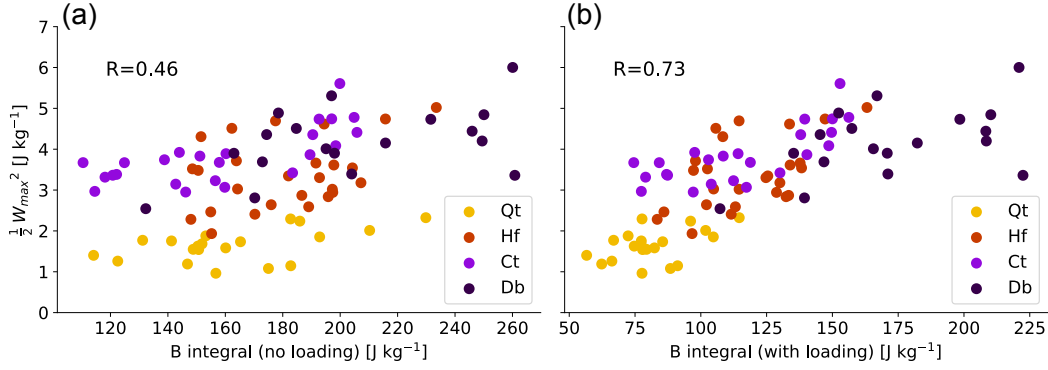 (a)
(b)
7
6
5
4
3
2
1
0
½ W_max² [J kg⁻¹]
R=0.46
Qt
Hf
Ct
Db
120 140 160 180 200 220 240 260
B integral (no loading) [J kg⁻¹]
R=0.73
Qt
Hf
Ct
Db
50 75 100 125 150 175 200 225
B integral (with loading) [J kg⁻¹]